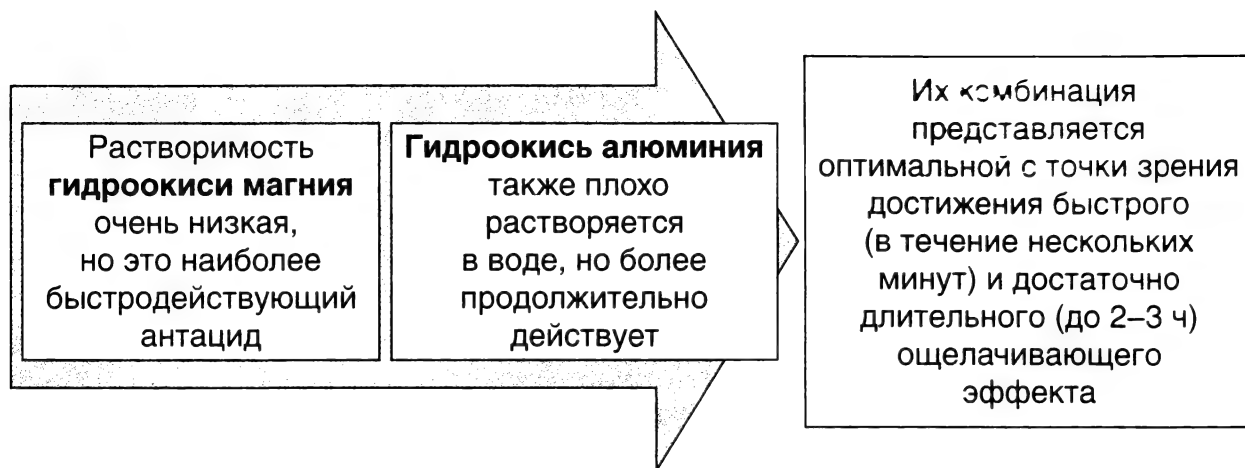 Растворимость
гидроокиси магния
очень низкая,
но это наиболее
быстродействующий
антацид
Гидроокись алюминия
также плохо
растворяется
в воде, но более
продолжительно
действует
Их комбинация
представляется
оптимальной с точки зрения
достижения быстрого
(в течение нескольких
минут) и достаточно
длительного (до 2–3 ч)
ощелачивающего
эффекта